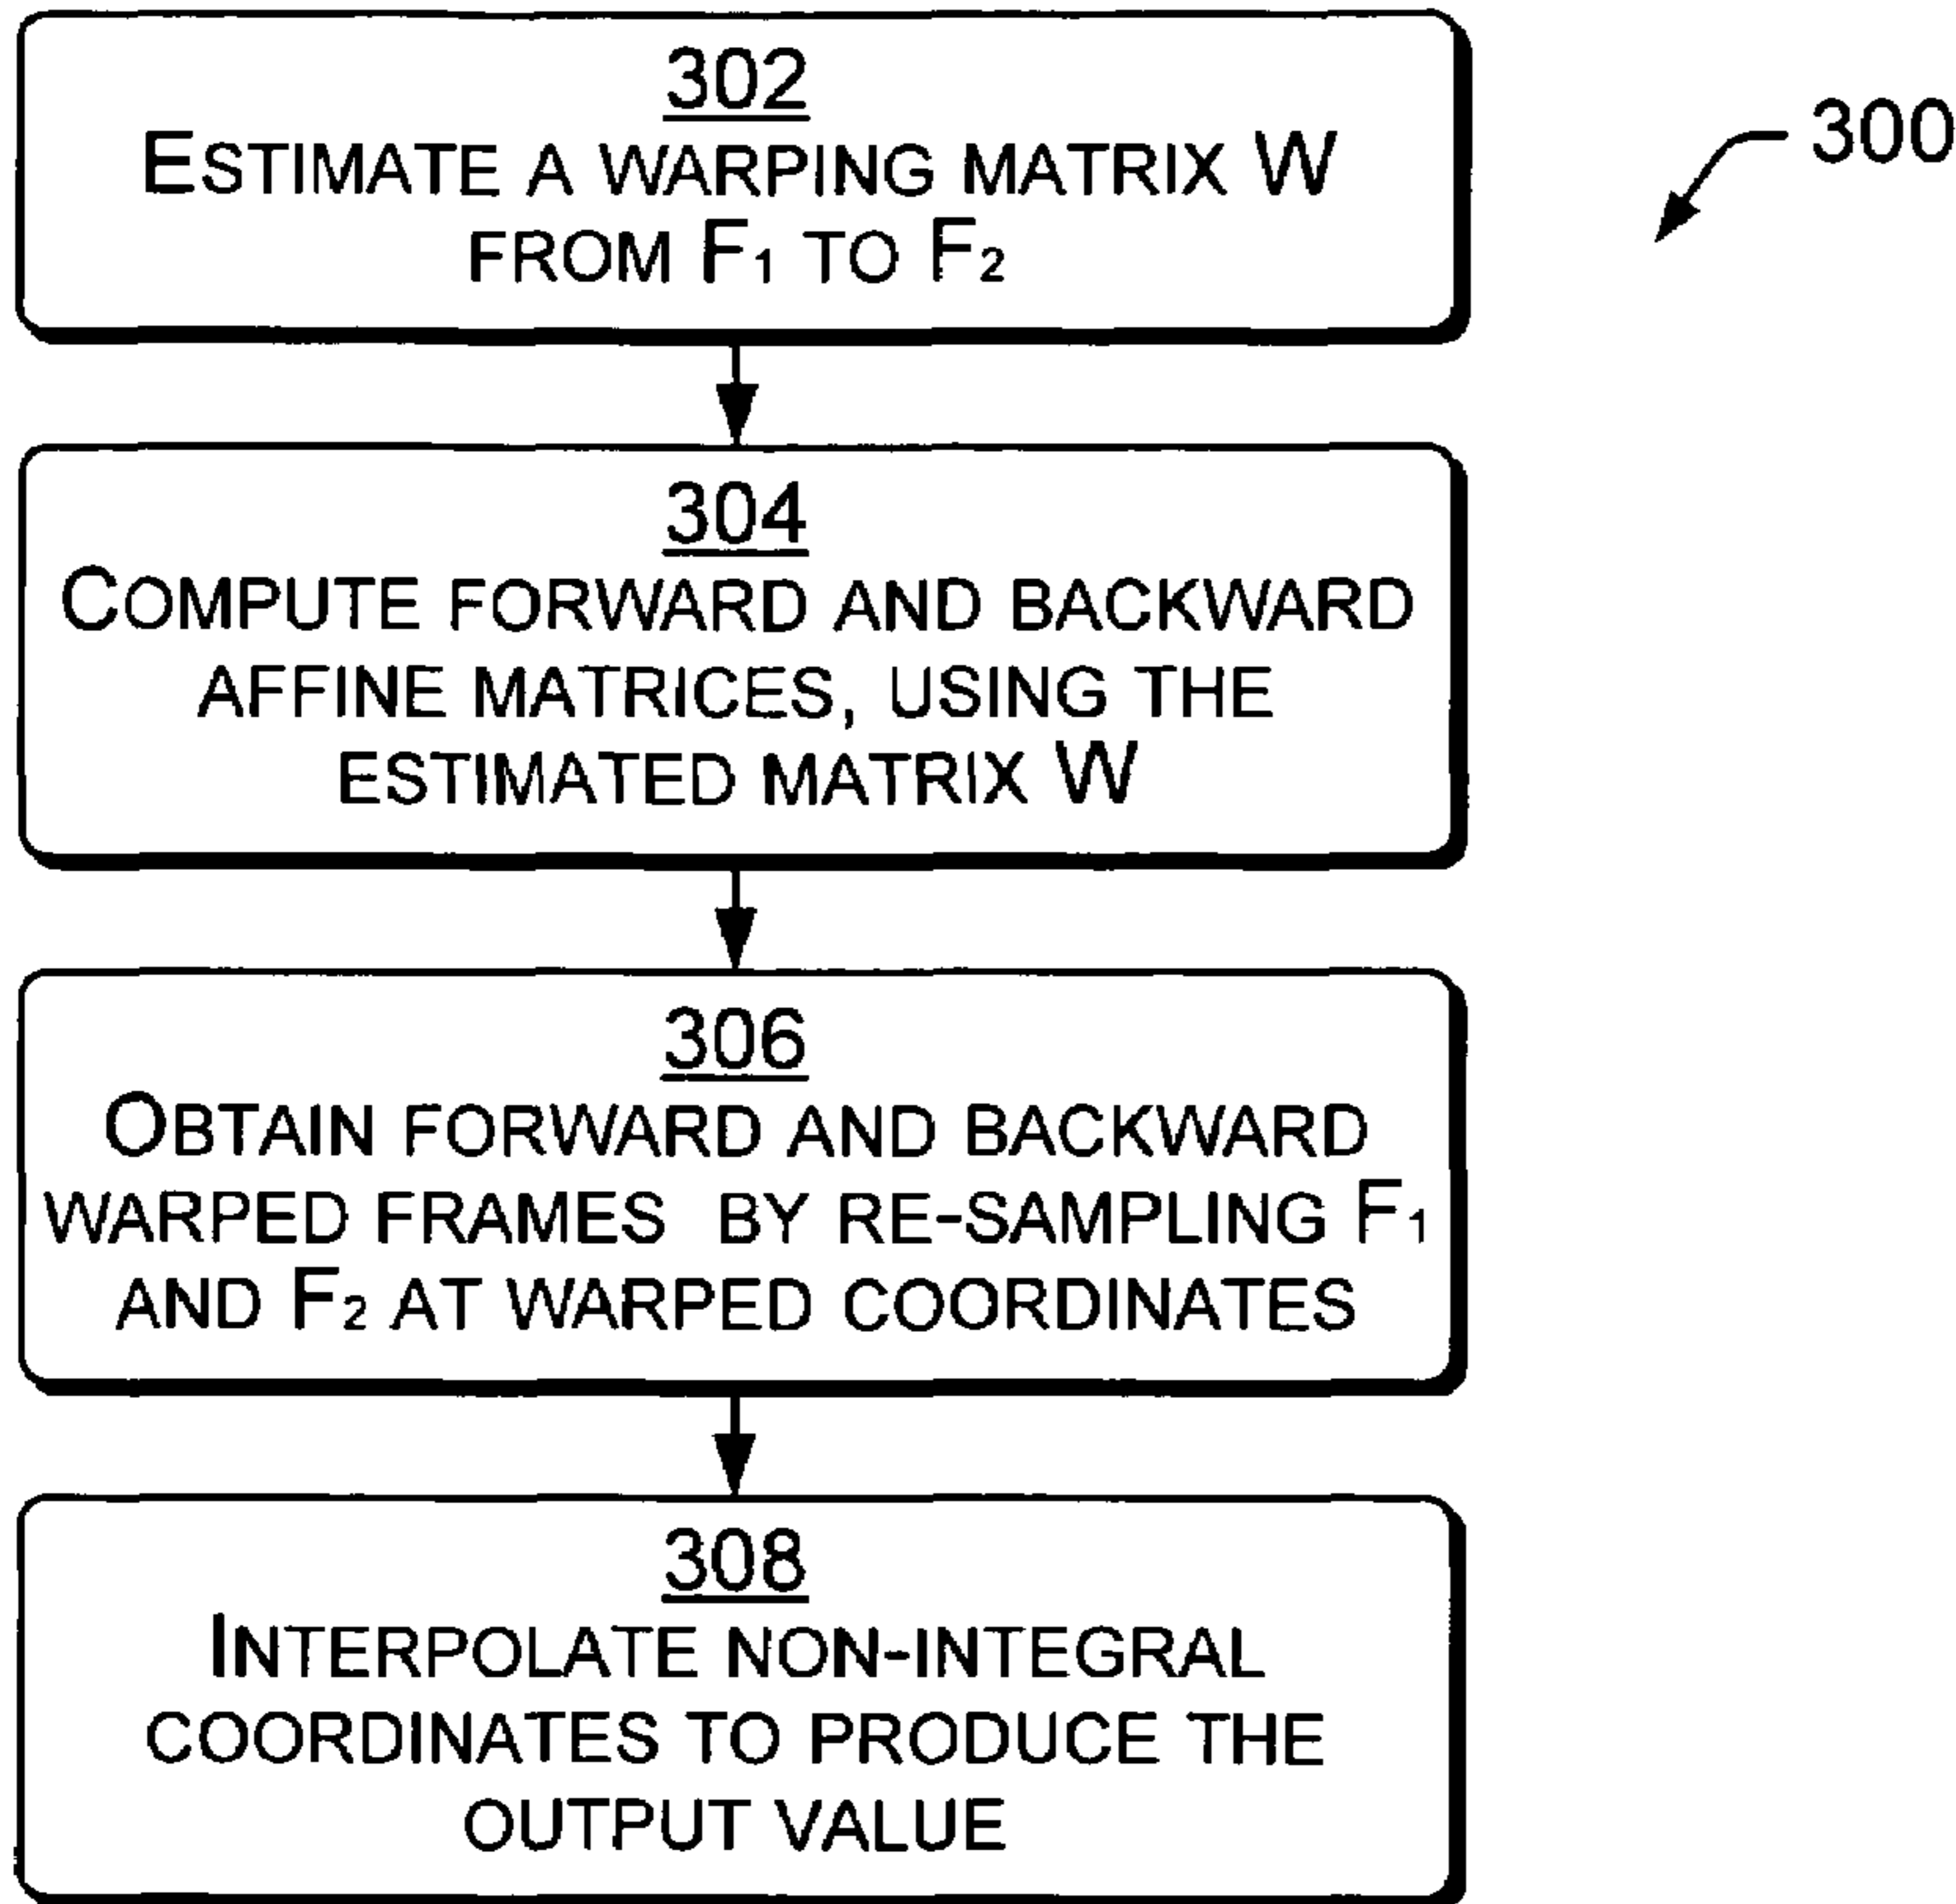 302
ESTIMATE A WARPING MATRIX W
FROM F1 TO F2
300
304
COMPUTE FORWARD AND BACKWARD
AFFINE MATRICES, USING THE
ESTIMATED MATRIX W
306
OBTAIN FORWARD AND BACKWARD
WARPED FRAMES BY RE-SAMPLING F1
AND F2 AT WARPED COORDINATES
308
INTERPOLATE NON-INTEGRAL
COORDINATES TO PRODUCE THE
OUTPUT VALUE